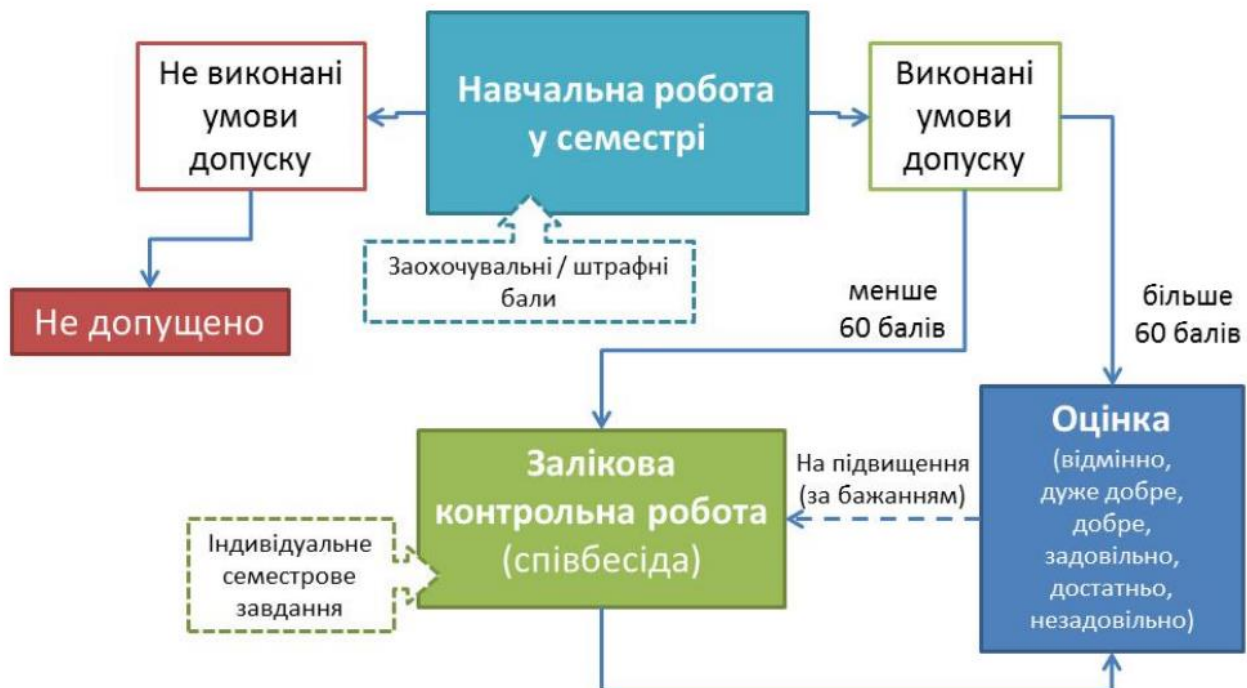 Не виконані
умови
допуску
Навчальна робота
у семестрі
Виконані
умови
допуску
Заохочувальні / штрафні
бали
Не допущено
менше
60 балів
більше
60 балів
Залікова
контрольна робота
(співбесіда)
На підвищення
(за бажанням)
Оцінка
(відмінно,
дуже добре,
добре,
задовільно,
достатньо,
незадовільно)
Індивідуальне
семестрове
завдання